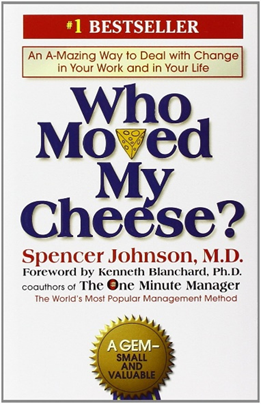 #1 BESTSELLER
An A-Mazing Way to Deal with Change
in Your Work and in Your Life
Who
Moved
My
Cheese?
Spencer Johnson, M.D.
Foreword by Kenneth Blanchard, Ph.D.
coauthors of The One Minute Manager
The World's Most Popular Management Method
A GEM–
SMALL
AND
VALUABLE